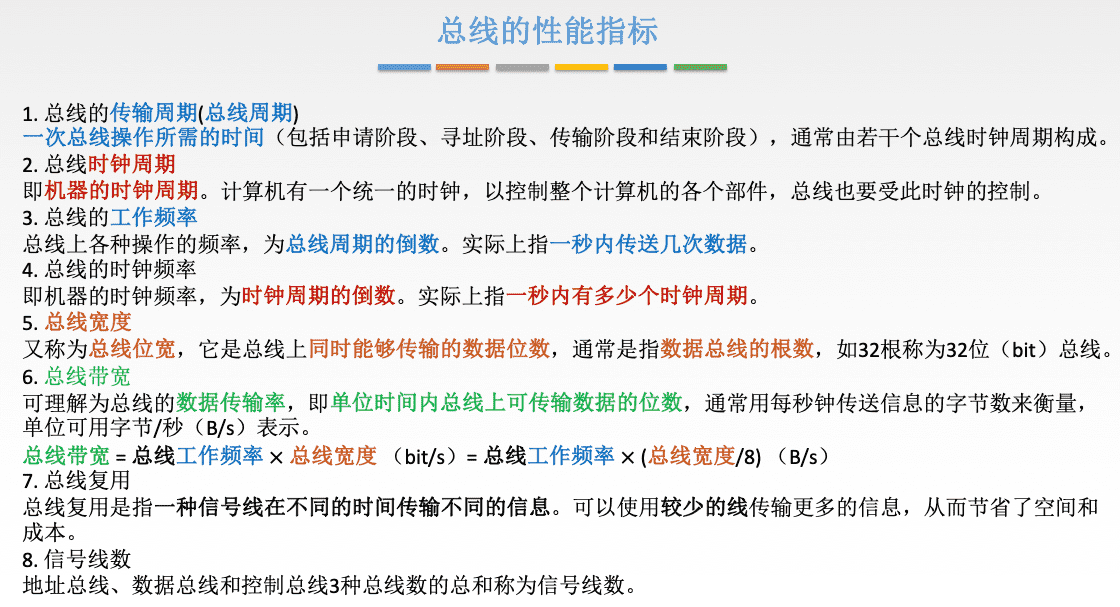 总线的性能指标
1. 总线的传输周期(总线周期)
一次总线操作所需的时间（包括申请阶段、寻址阶段、传输阶段和结束阶段），通常由若干个总线时钟周期构成。
2. 总线时钟周期
即机器的时钟周期。计算机有一个统一的时钟，以控制整个计算机的各个部件，总线也要受此时钟的控制。
3. 总线的工作频率
总线上各种操作的频率，为总线周期的倒数。实际上指一秒内传送几次数据。
4. 总线的时钟频率
即机器的时钟频率，为时钟周期的倒数。实际上指一秒内有多少个时钟周期。
5. 总线宽度
又称为总线位宽，它是总线上同时能够传输的数据位数，通常是指数据总线的根数，如32根称为32位（bit）总线。
6. 总线带宽
可理解为总线的数据传输率，即单位时间内总线上可传输数据的位数，通常用每秒钟传送信息的字节数来衡量，
单位可用字节/秒（B/s）表示。
总线带宽 = 总线工作频率 × 总线宽度 （bit/s）= 总线工作频率 × (总线宽度/8) （B/s）
7. 总线复用
总线复用是指一种信号线在不同的时间传输不同的信息。可以使用较少的线传输更多的信息，从而节省了空间和
成本。
8. 信号线数
地址总线、数据总线和控制总线3种总线数的总和称为信号线数。